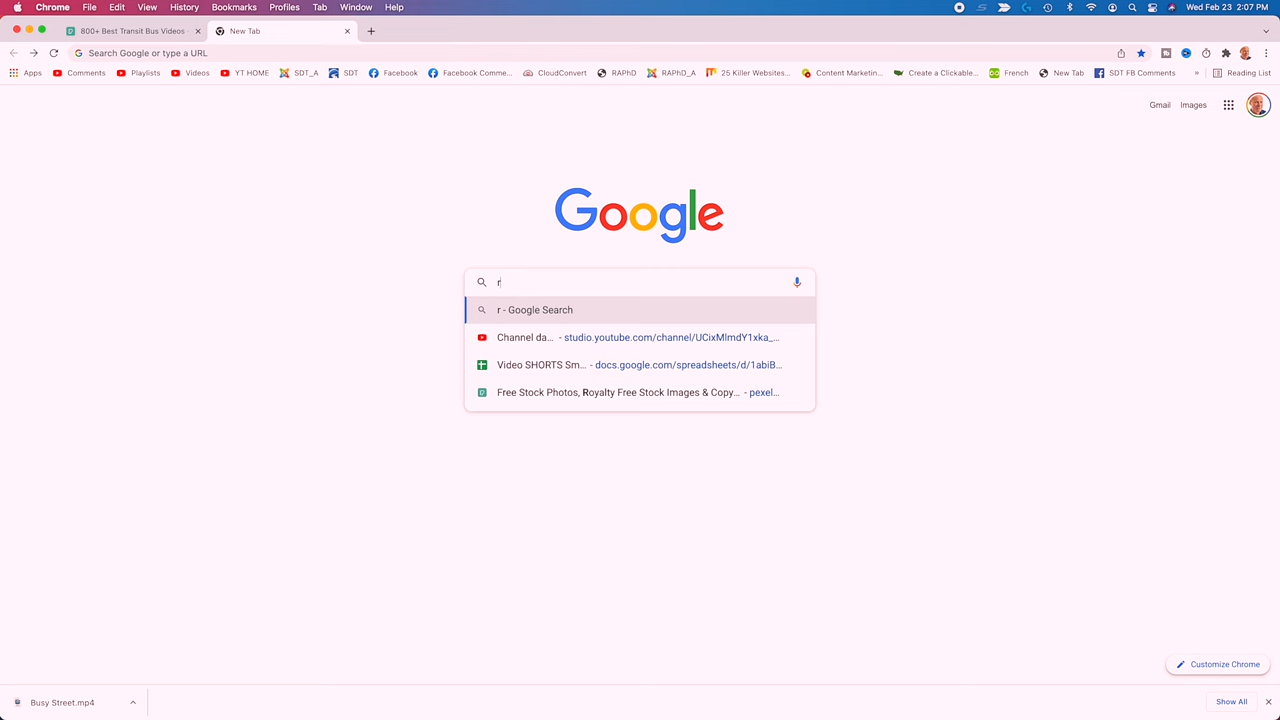 Chrome File Edit View History Bookmarks Profiles Tab Window Help Wed Feb 23 2:07 PM
800+ Best Transit Bus Videos New Tab
Search Google or type a URL
Apps Comments Playlists Videos YT HOME SDT_A SDT Facebook Facebook Comme... CloudConvert RAPhD RAPHD_A 25 Killer Websites... Content Marketin... Create a Clickable... French New Tab SDT FB Comments » Reading List
Gmail Images
Google
r
r - Google Search
Channel da... - studio.youtube.com/channel/UCixMlmdY1xka_...
Video SHORTS Sm... - docs.google.com/spreadsheets/d/1abiB...
Free Stock Photos, Royalty Free Stock Images & Copy... - pexel...
Customize Chrome
Busy Street.mp4 Show All